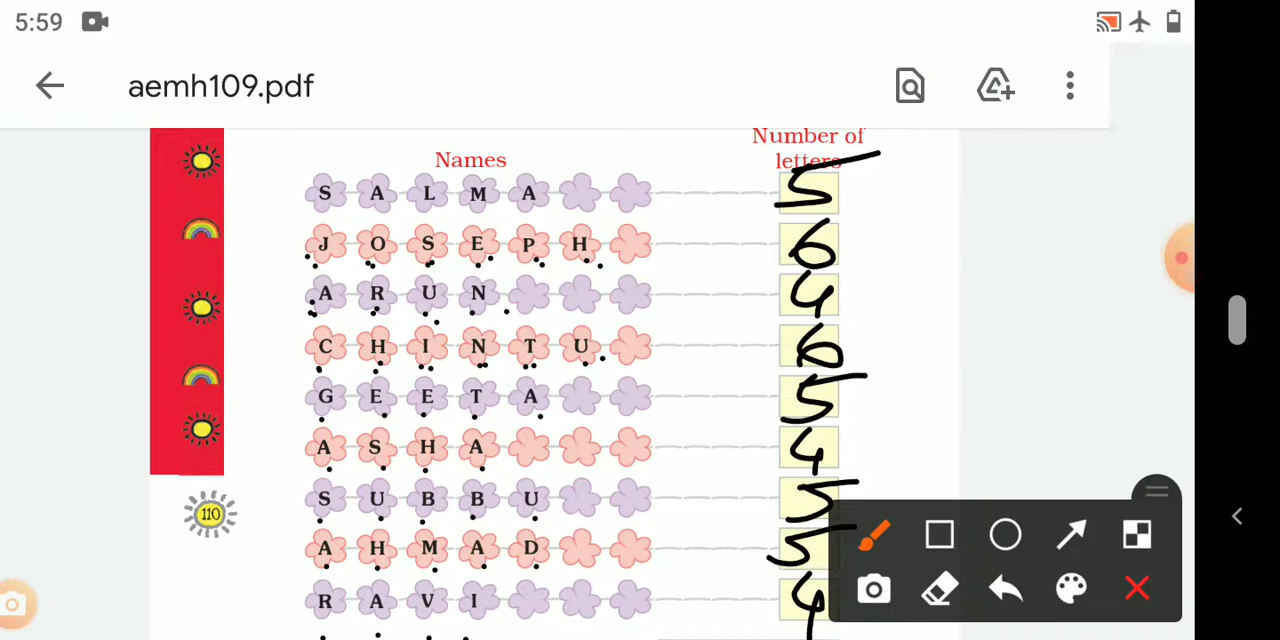 5:59
aemh109.pdf
Number of
letters
Names
S A L M A 5
J O S E P H 6
A R U N 4
C H I N T U 6
G E E T A 5
A S H A 4
S U B B U 5
110
A H M A D 5
R A V I 4